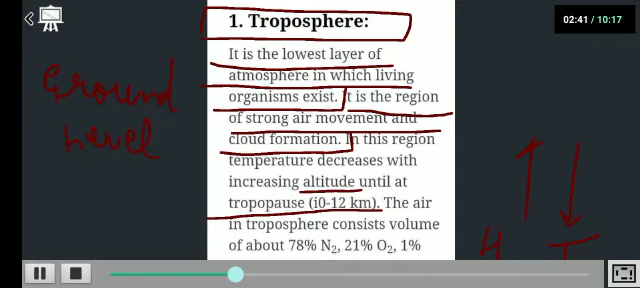 02:41 / 10:17
1. Troposphere:
It is the lowest layer of
atmosphere in which living
organisms exist. It is the region
of strong air movement and
cloud formation. In this region
temperature decreases with
increasing altitude until at
tropopause (i0-12 km). The air
in troposphere consists volume
of about 78% N₂, 21% O₂, 1%
Ground
level